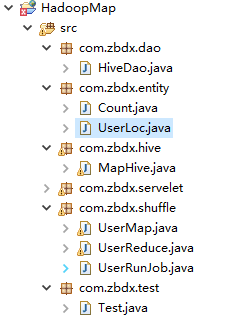 HadoopMap
src
com.zbdx.dao
HiveDao.java
com.zbdx.entity
Count.java
UserLoc.java
com.zbdx.hive
MapHive.java
com.zbdx.servelet
com.zbdx.shuffle
UserMap.java
UserReduce.java
UserRunJob.java
com.zbdx.test
Test.java